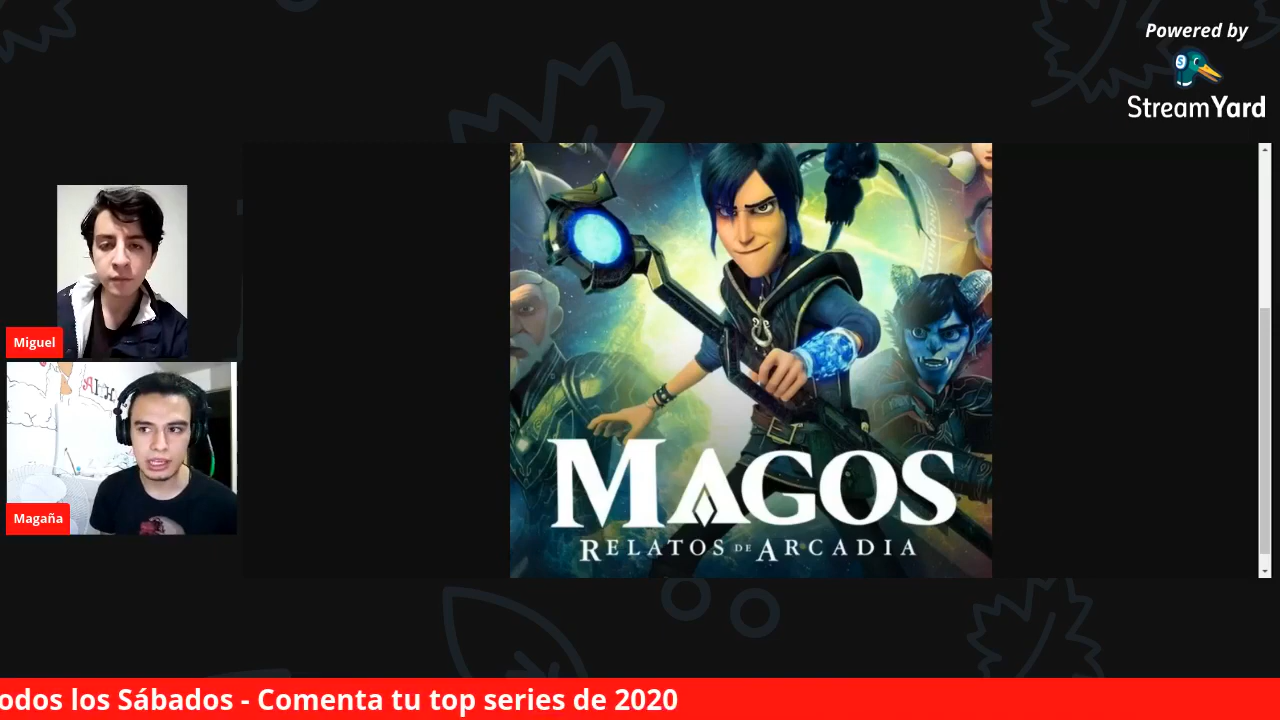 Powered by
StreamYard
Miguel
Magaña
MAGOS
RELATOS DE ARCADIA
odos los Sábados - Comenta tu top series de 2020